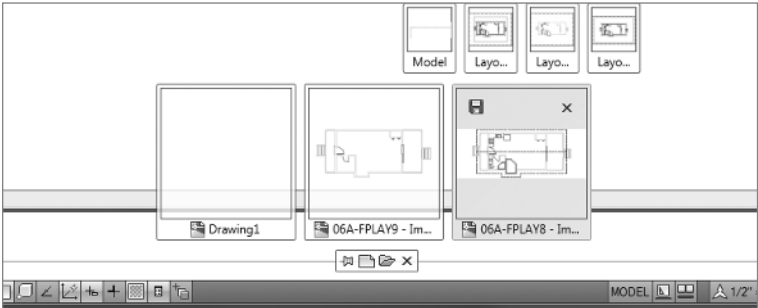 Model Layo... Layo... Layo...
Drawing1 06A-FPLAY9 - Im... 06A-FPLAY8 - Im...
MODEL 1/2"